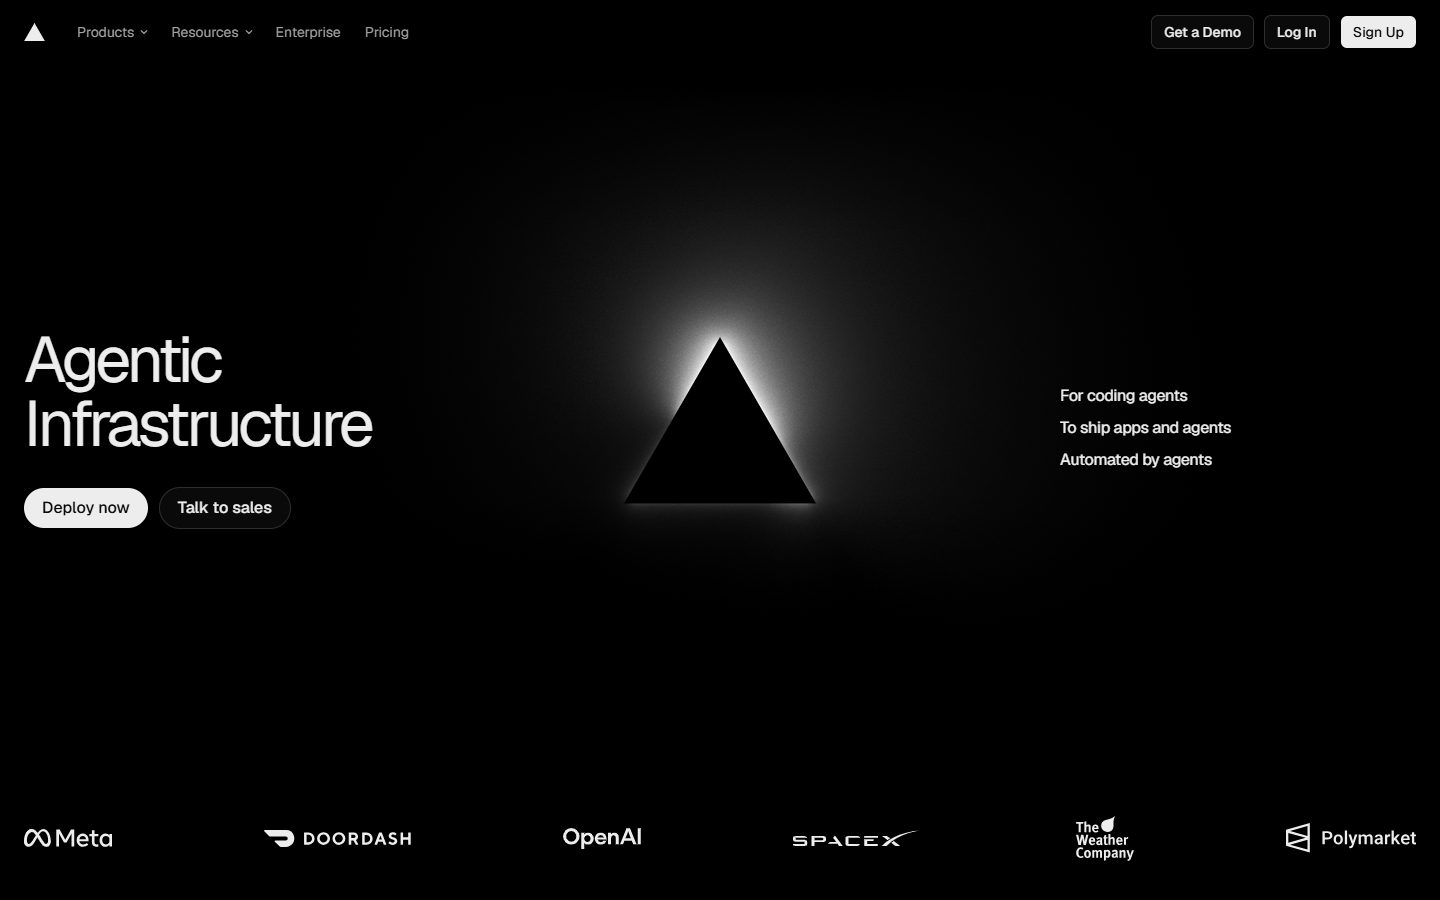 Products
Resources
Enterprise
Pricing
Get a Demo
Log In
Sign Up
Agentic
Infrastructure
Deploy now
Talk to sales
For coding agents
To ship apps and agents
Automated by agents
Meta
DOORDASH
OpenAI
SPACEX
The
Weather
Company
Polymarket